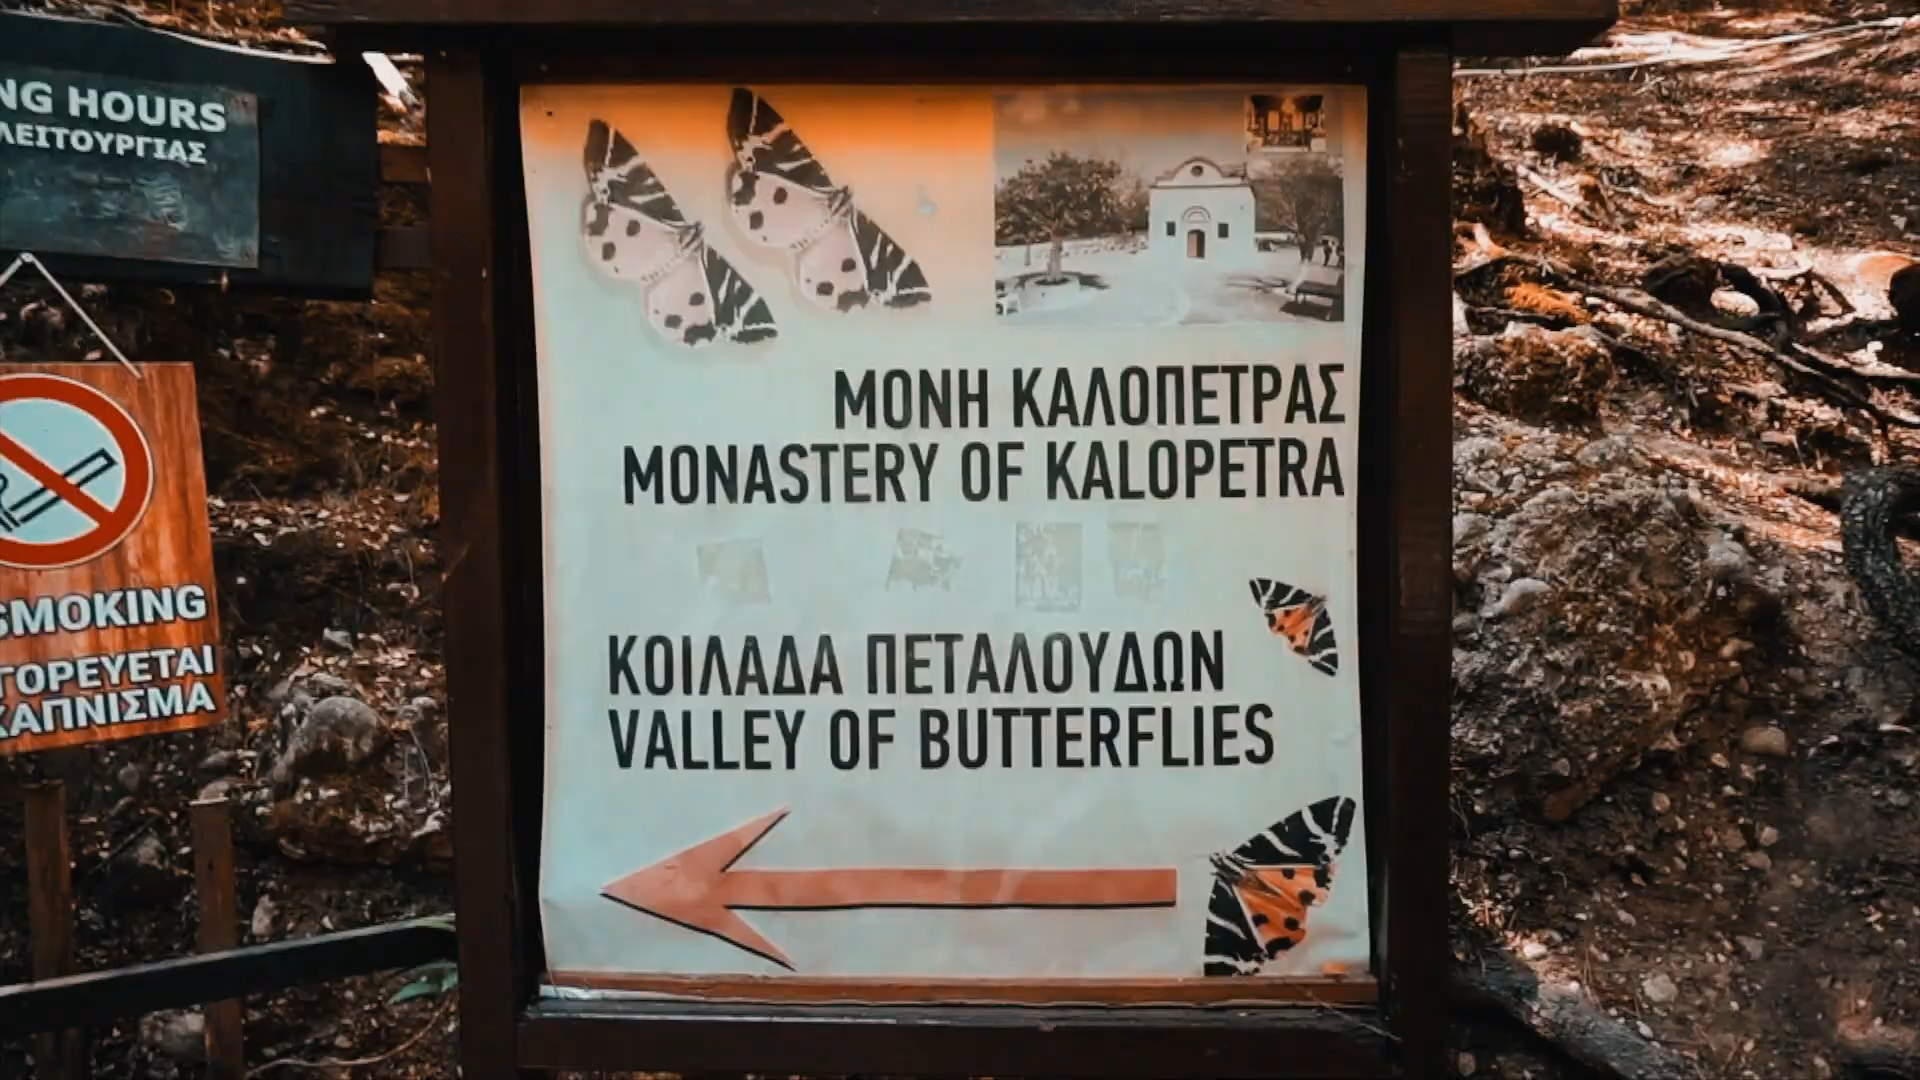 NG HOURS
ΛΕΙΤΟΥΡΓΙΑΣ
SMOKING
ΓΟΡΕΥΕΤΑΙ
ΚΑΠΝΙΣΜΑ
ΜΟΝΗ ΚΑΛΟΠΕΤΡΑΣ
MONASTERY OF KALOPETRA
ΚΟΙΛΑΔΑ ΠΕΤΑΛΟΥΔΩΝ
VALLEY OF BUTTERFLIES